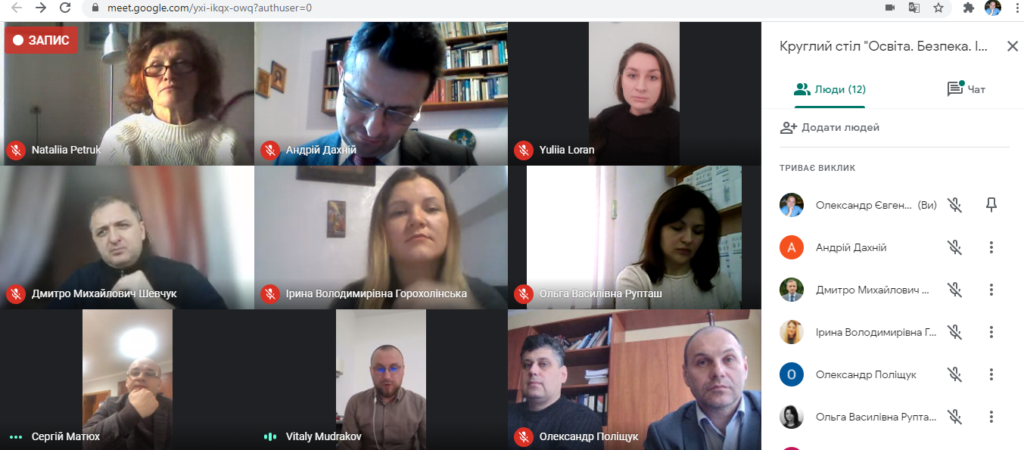 meet.google.com/yxi-ikqx-owq?authuser=0
ЗАПИС
Nataliia Petruk
Андрій Дахній
Yuliia Loran
Дмитро Михайлович Шевчук
Ірина Володимирівна Горохолінська
Ольга Василівна Рупташ
Сергій Матюх
Vitaly Mudrakov
Олександр Поліщук
Круглий стіл "Освіта. Безпека. І...
Люди (12)
Чат
Додати людей
ТРИВАЄ ВИКЛИК
Олександр Євген... (Ви)
А
Андрій Дахній
Дмитро Михайлович ...
Ірина Володимирівна Г...
О
Олександр Поліщук
Ольга Василівна Рупта...